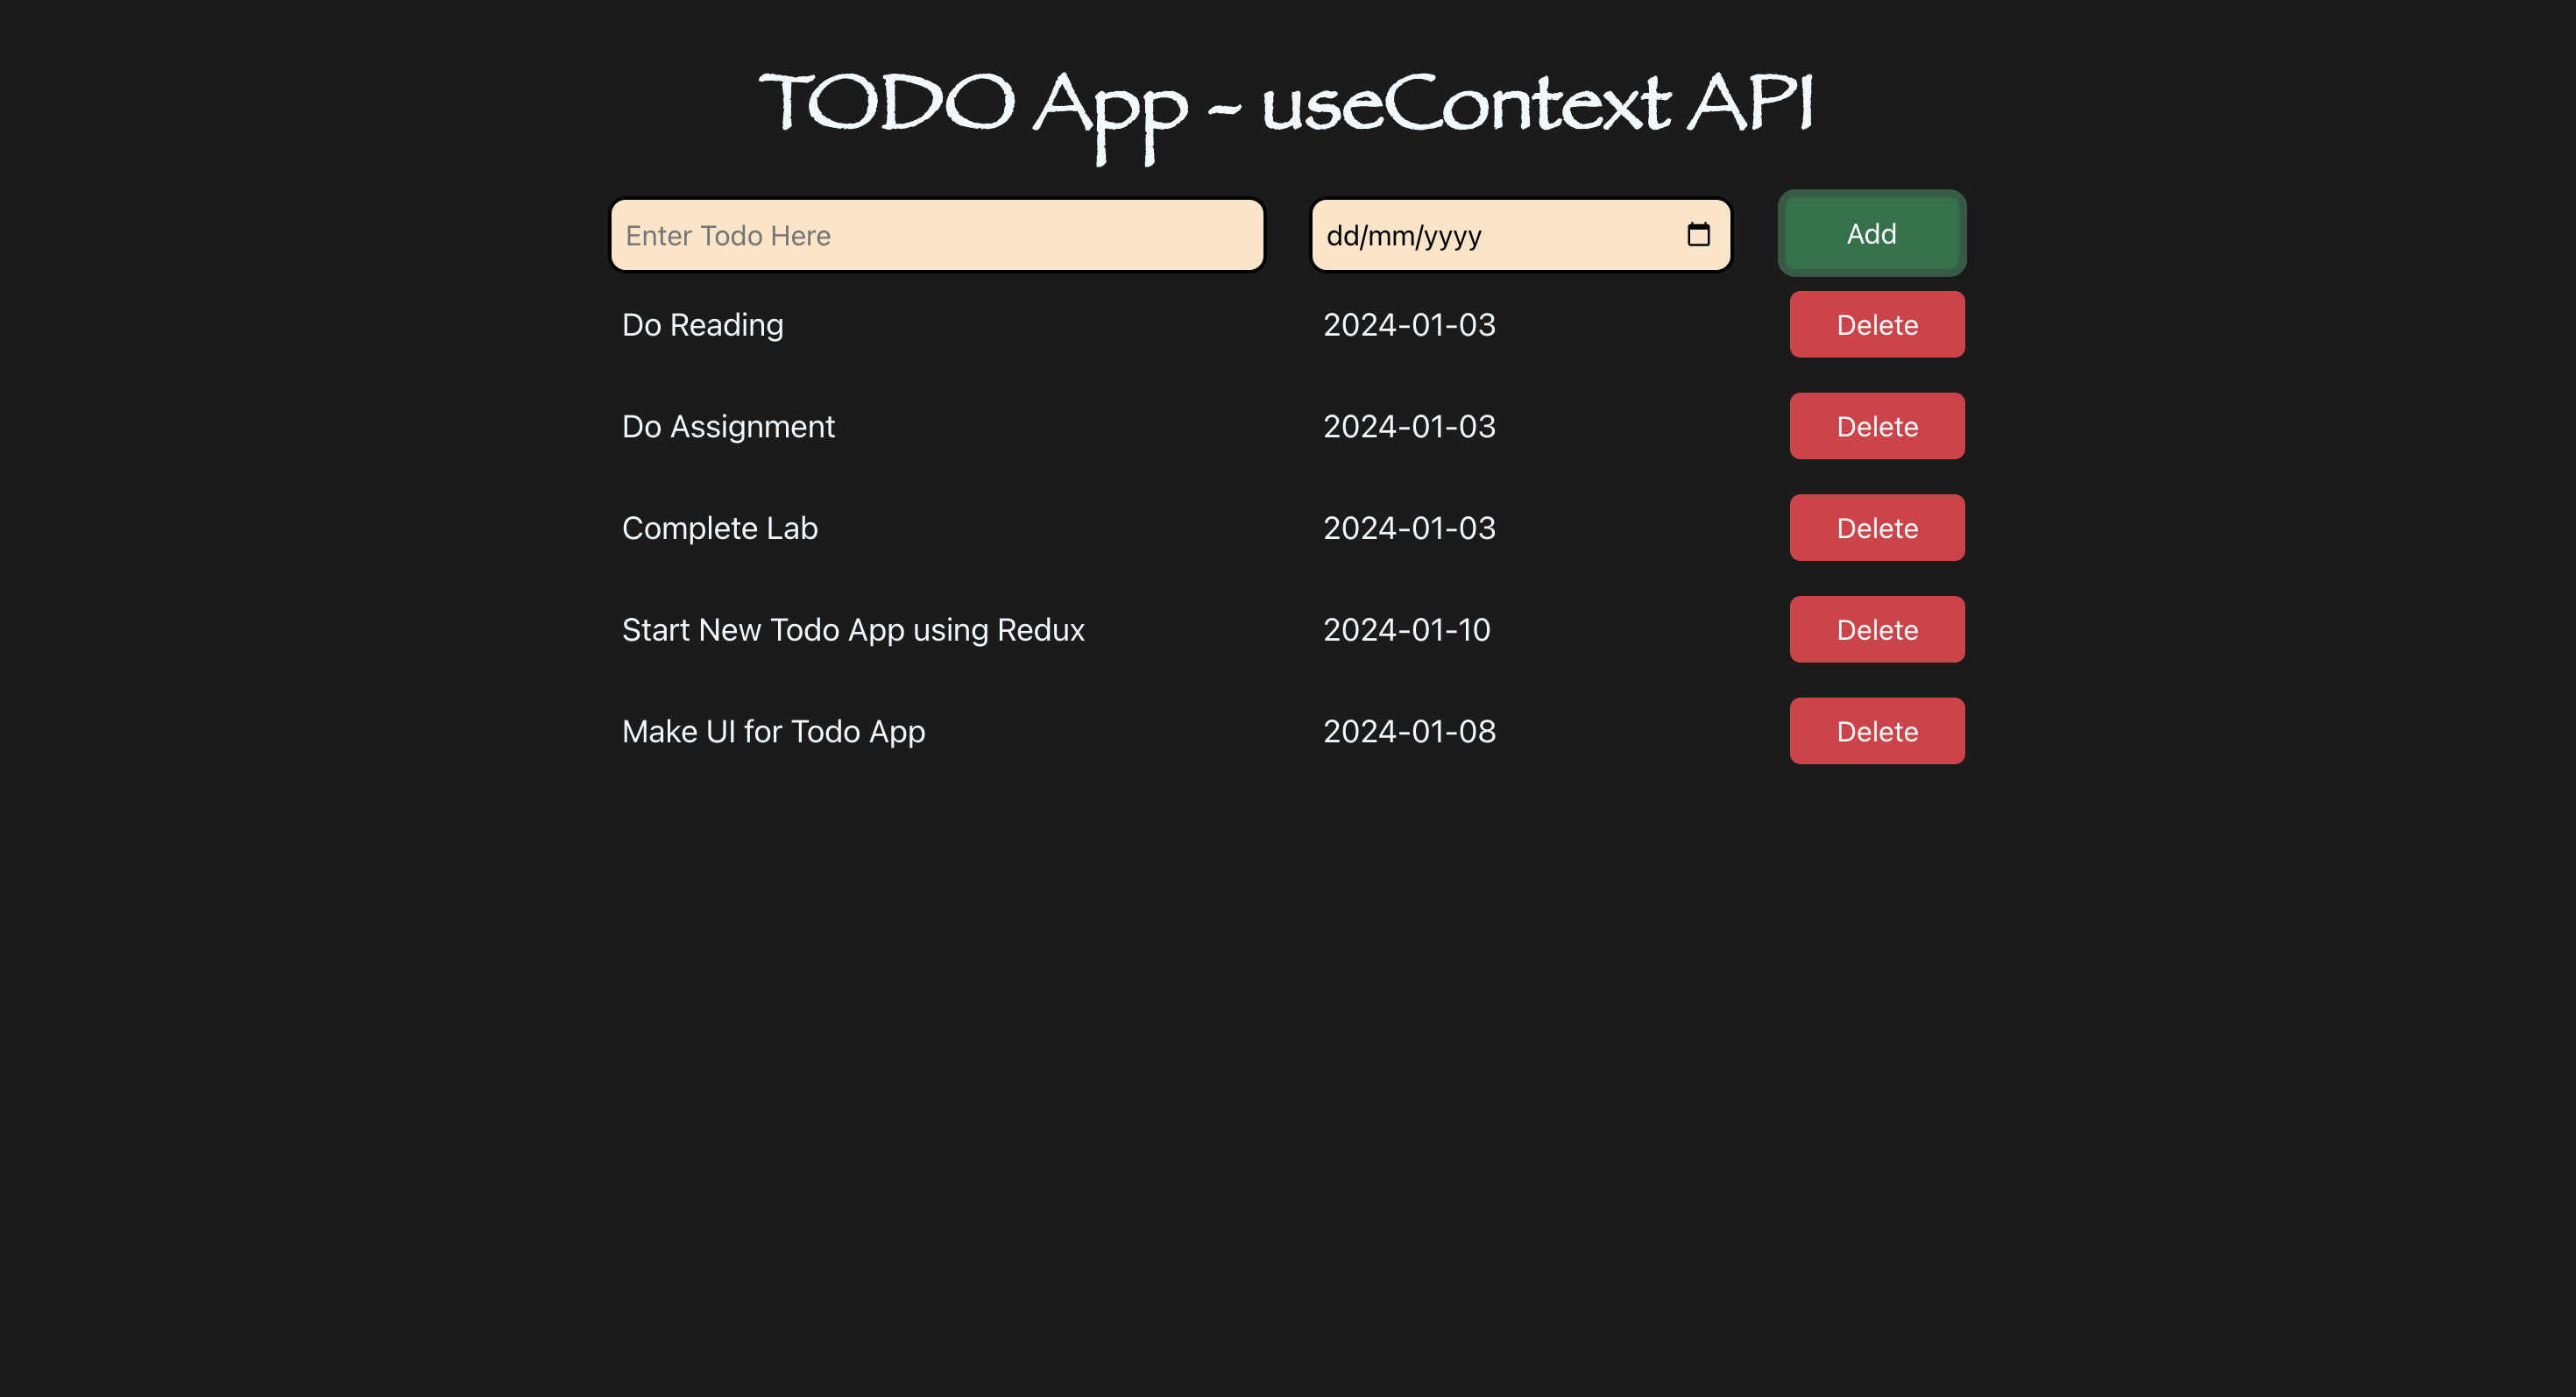 TODO App - useContext API
Enter Todo Here dd/mm/yyyy Add
Do Reading 2024-01-03 Delete
Do Assignment 2024-01-03 Delete
Complete Lab 2024-01-03 Delete
Start New Todo App using Redux 2024-01-10 Delete
Make UI for Todo App 2024-01-08 Delete